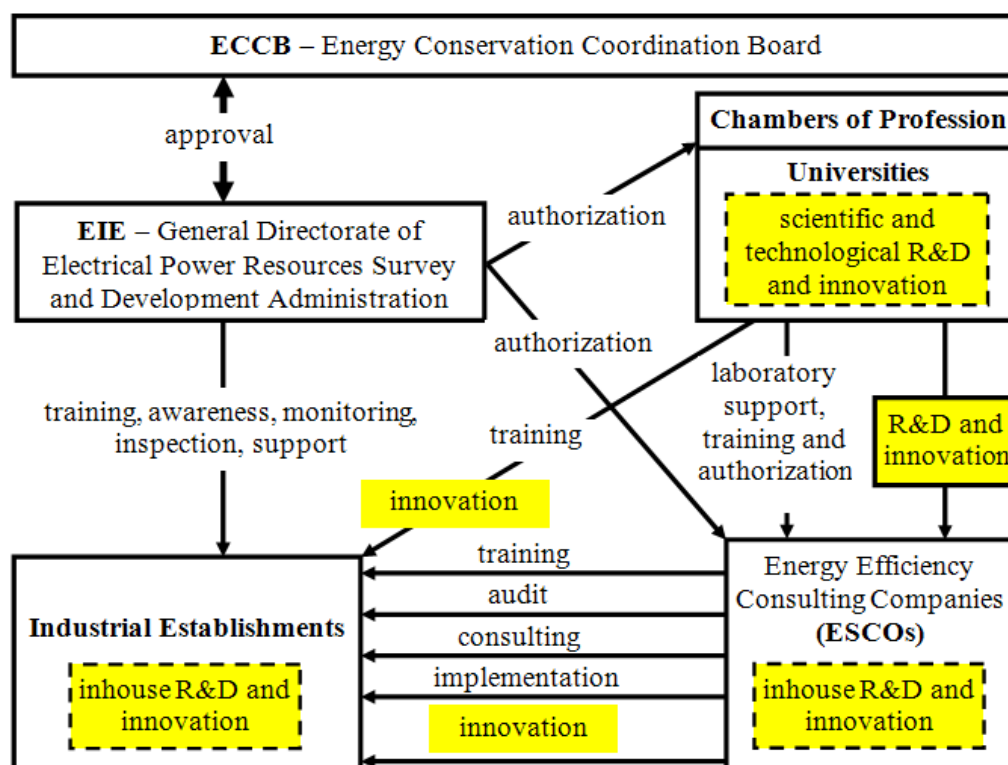 ECCB – Energy Conservation Coordination Board
approval
Chambers of Profession
Universities
scientific and
technological R&D
and innovation
EIE – General Directorate of
Electrical Power Resources Survey
and Development Administration
authorization
authorization
training, awareness, monitoring,
inspection, support
training
innovation
laboratory
support,
training and
authorization
R&D and
innovation
training
audit
consulting
implementation
innovation
Industrial Establishments
inhouse R&D and
innovation
Energy Efficiency
Consulting Companies
(ESCOs)
inhouse R&D and
innovation